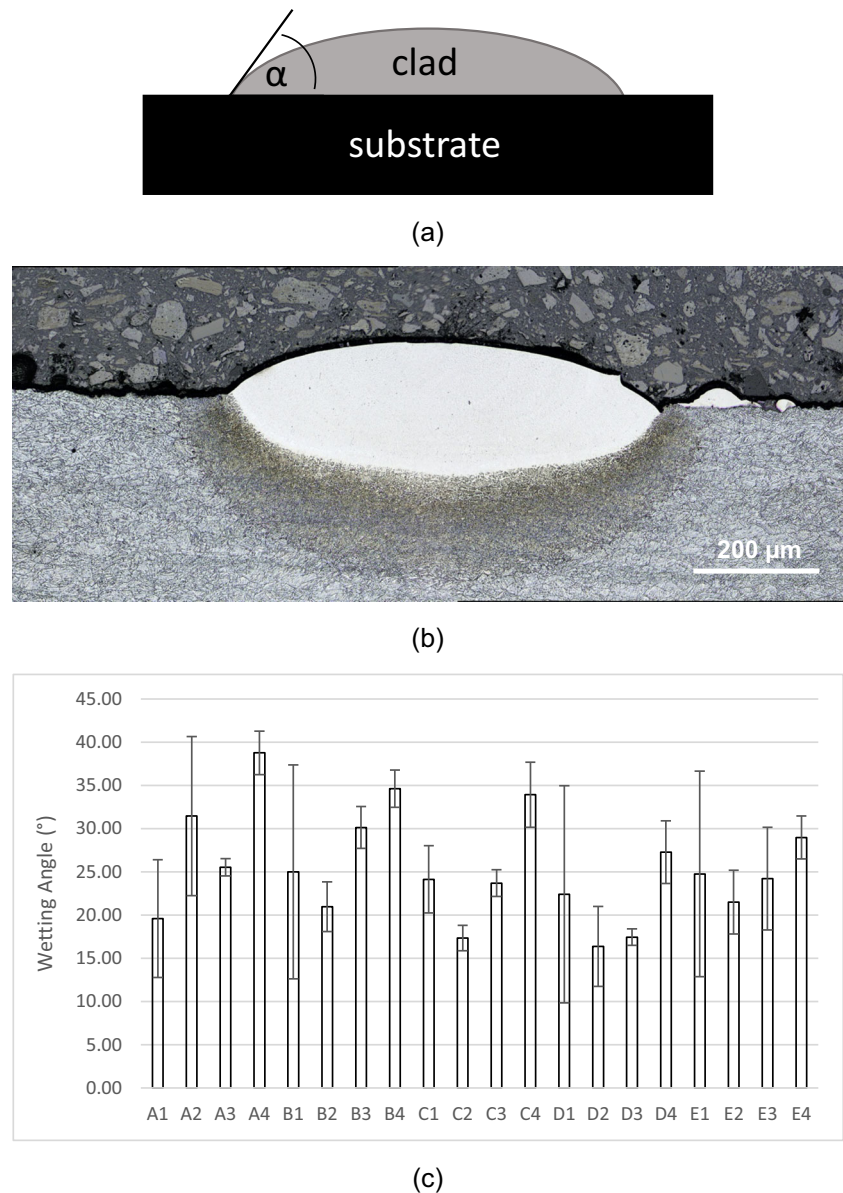 α
clad
substrate
(a)
200 µm
(b)
Wetting Angle (°)
45.00
40.00
35.00
30.00
25.00
20.00
15.00
10.00
5.00
0.00
A1 A2 A3 A4 B1 B2 B3 B4 C1 C2 C3 C4 D1 D2 D3 D4 E1 E2 E3 E4
(c)